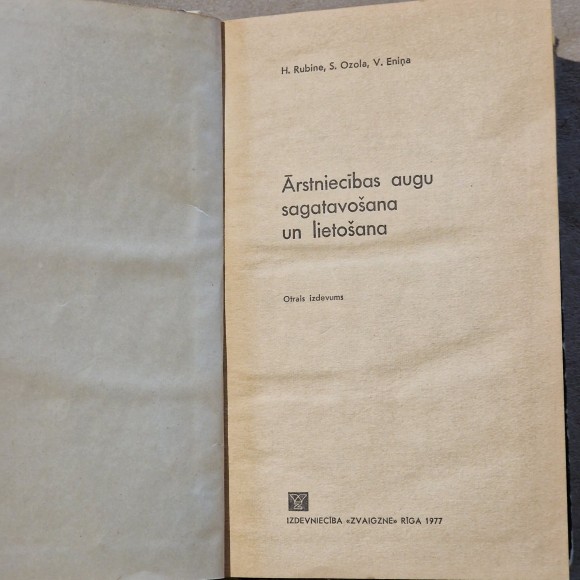 H. Rubine, S. Ozola, V. Eniņa
Ārstniecības augu
sagatavošana
un lietošana
Otrais izdevums
IZDEVNIECĪBA «ZVAIGZNE» RĪGA 1977